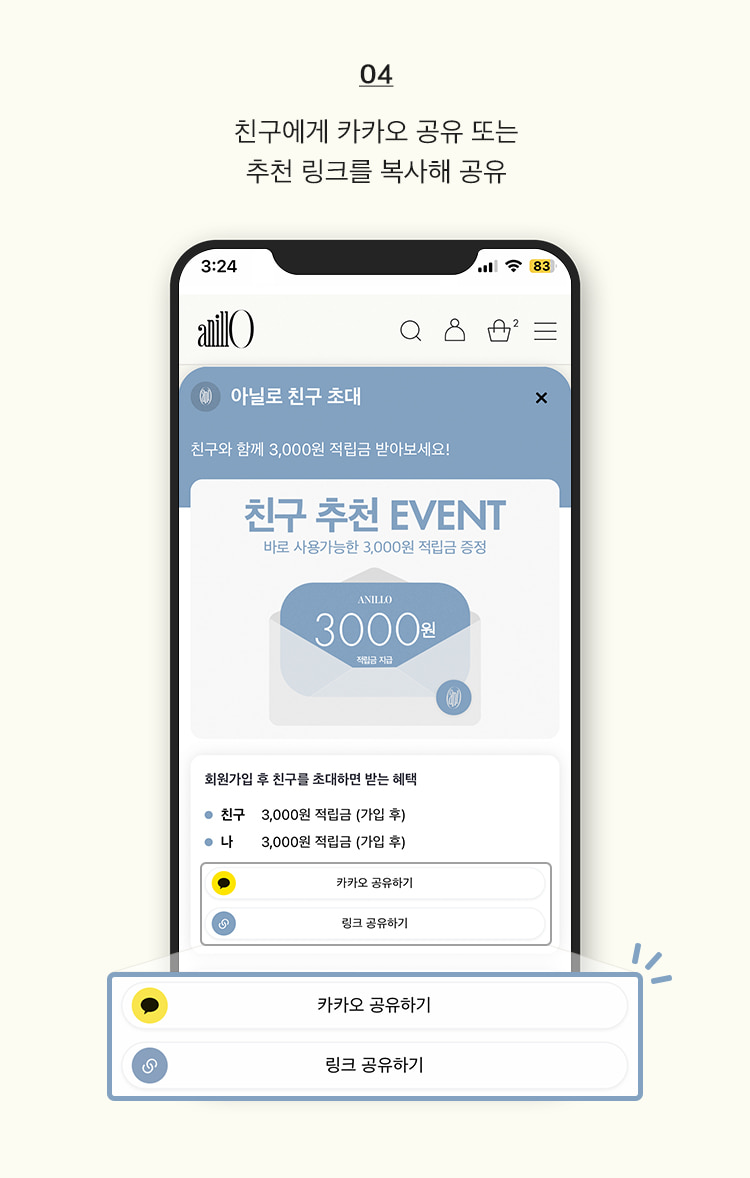 04
친구에게 카카오 공유 또는
추천 링크를 복사해 공유
3:24
83
anillO
2
아닐로 친구 초대
친구와 함께 3,000원 적립금 받아보세요!
친구 추천 EVENT
바로 사용가능한 3,000원 적립금 증정
ANILLO
3000원
적립금 지급
회원가입 후 친구를 초대하면 받는 혜택
친구 3,000원 적립금 (가입 후)
나 3,000원 적립금 (가입 후)
카카오 공유하기
링크 공유하기
카카오 공유하기
링크 공유하기